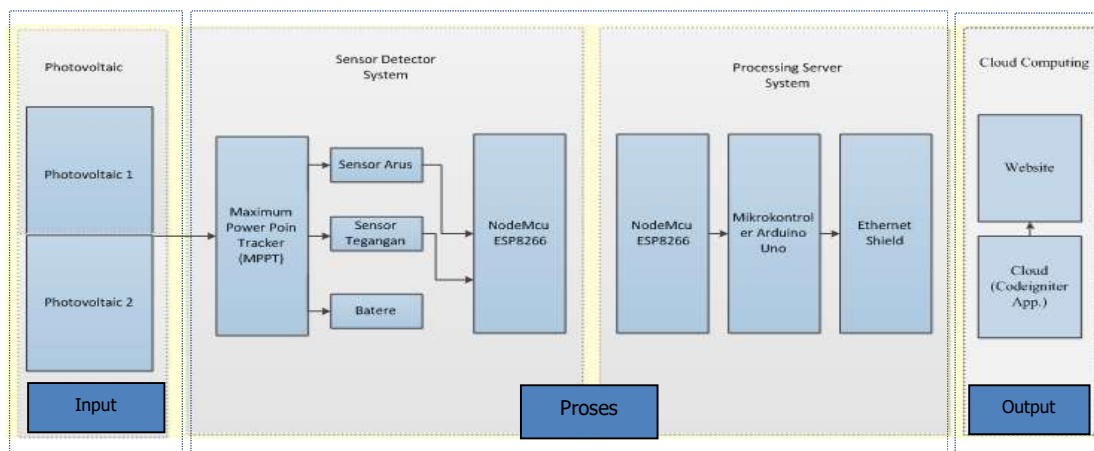 Photovoltaic
Photovoltaic 1
Photovoltaic 2
Input
Sensor Detector
System
Maximum
Power Poin
Tracker
(MPPT)
Sensor Arus
Sensor
Tegangan
Batere
NodeMcu
ESP8266
Proses
Processing Server
System
NodeMcu
ESP8266
Mikrokontrol
er Arduino
Uno
Ethernet
Shield
Cloud Computing
Website
Cloud
(Codeigniter
App.)
Output